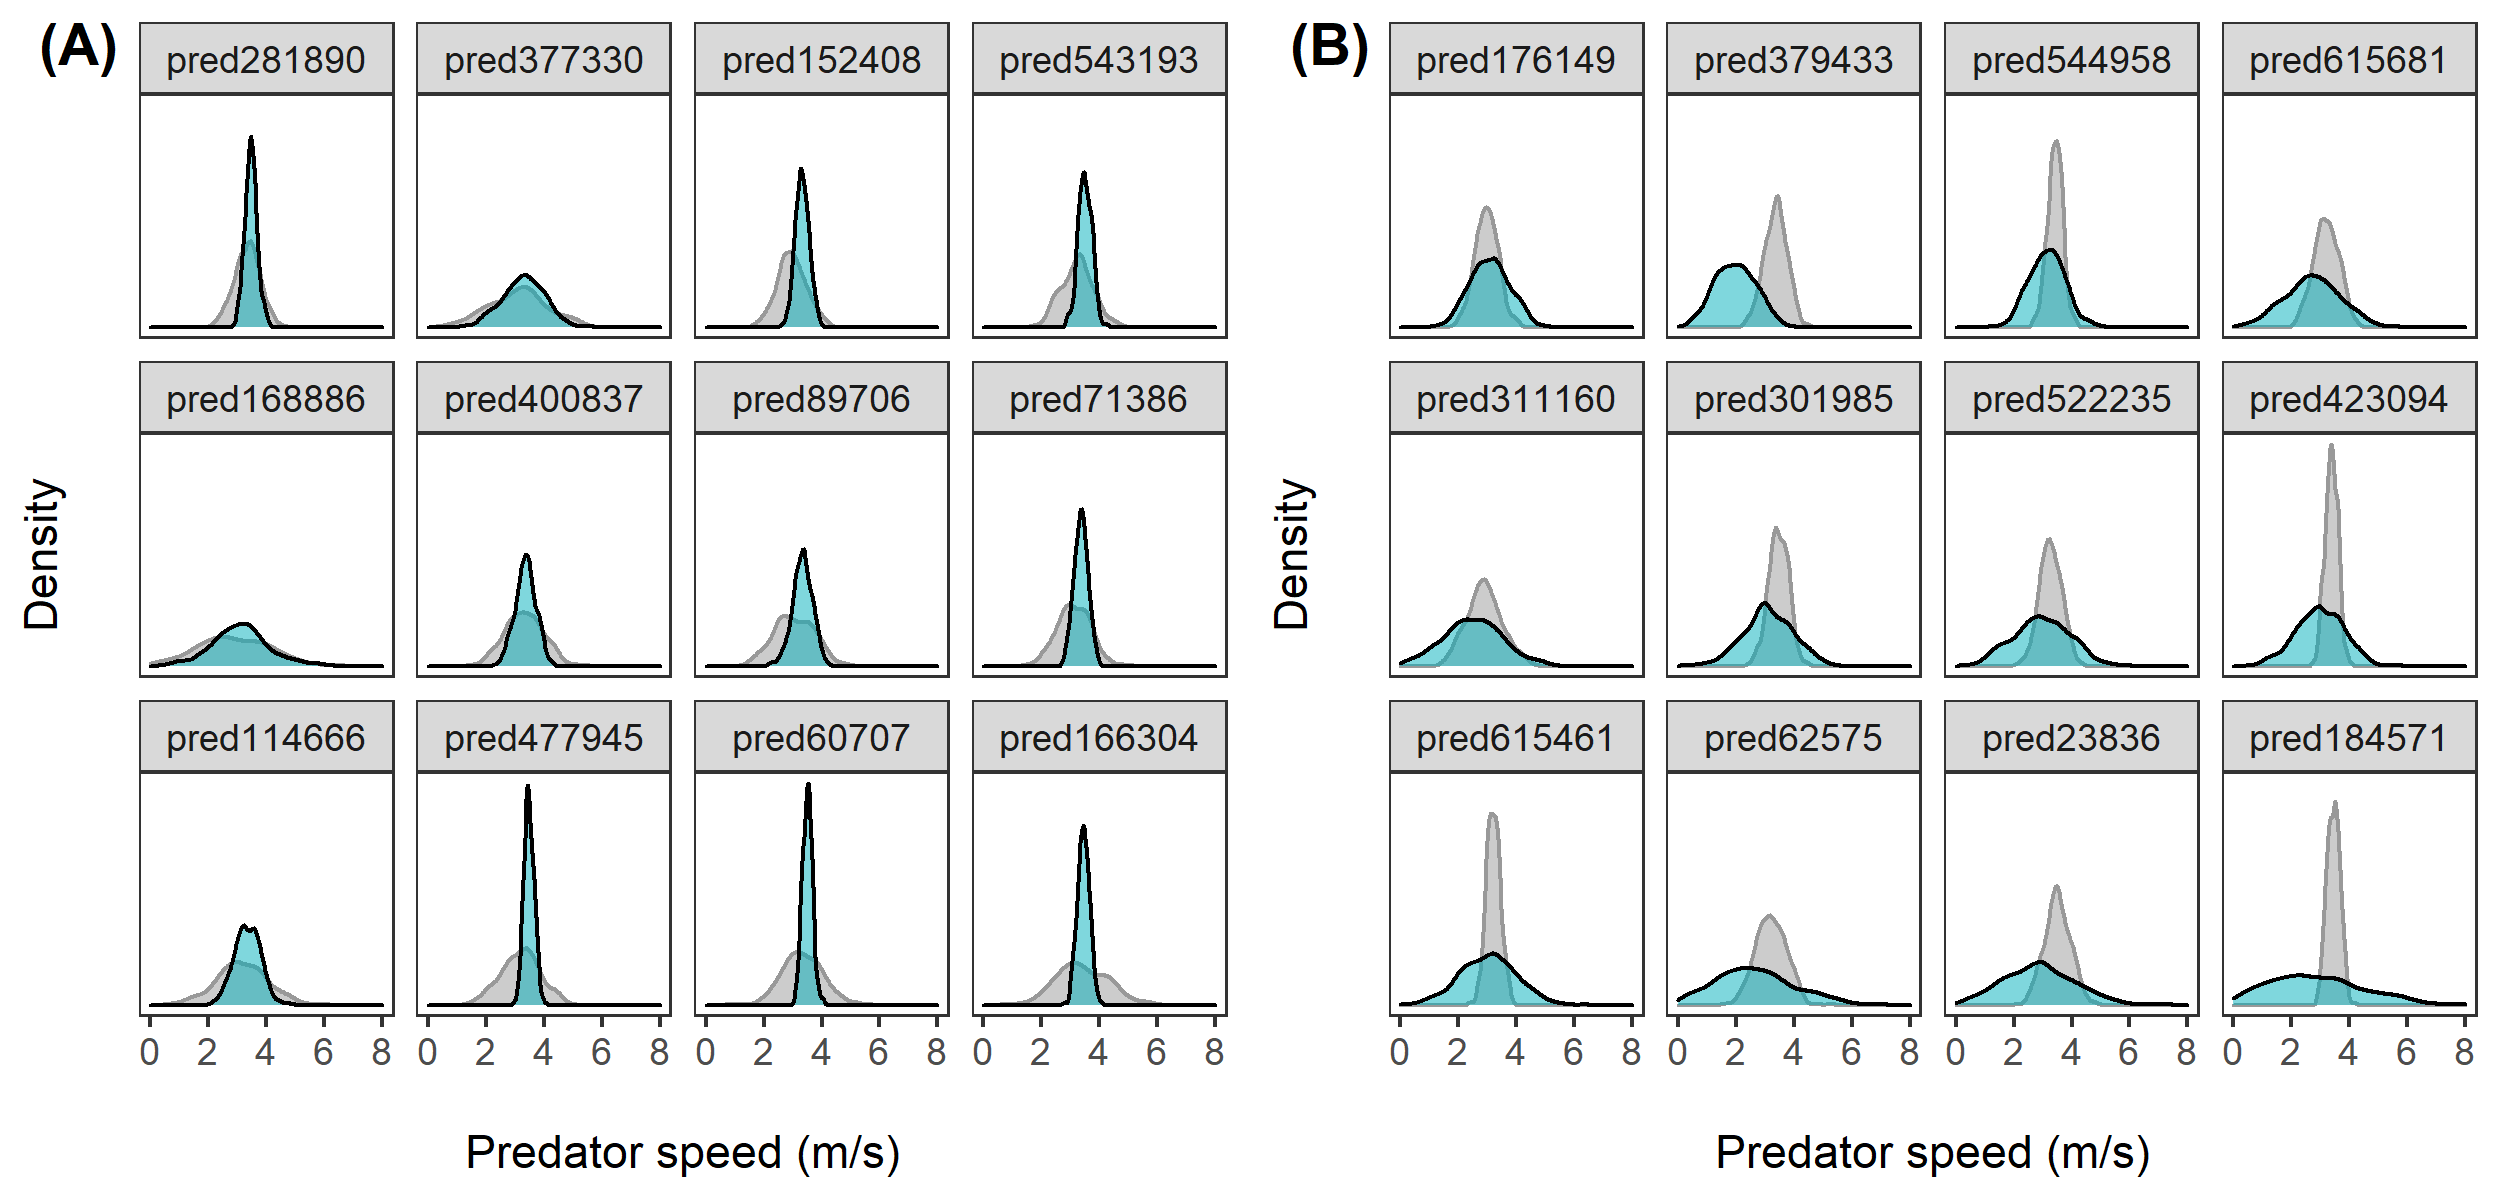 (A)
pred281890 pred377330 pred152408 pred543193
pred168886 pred400837 pred89706 pred71386
pred114666 pred477945 pred60707 pred166304
Density
0 2 4 6 8 0 2 4 6 8 0 2 4 6 8 0 2 4 6 8
Predator speed (m/s)
(B)
pred176149 pred379433 pred544958 pred615681
pred311160 pred301985 pred522235 pred423094
pred615461 pred62575 pred23836 pred184571
Density
0 2 4 6 8 0 2 4 6 8 0 2 4 6 8 0 2 4 6 8
Predator speed (m/s)